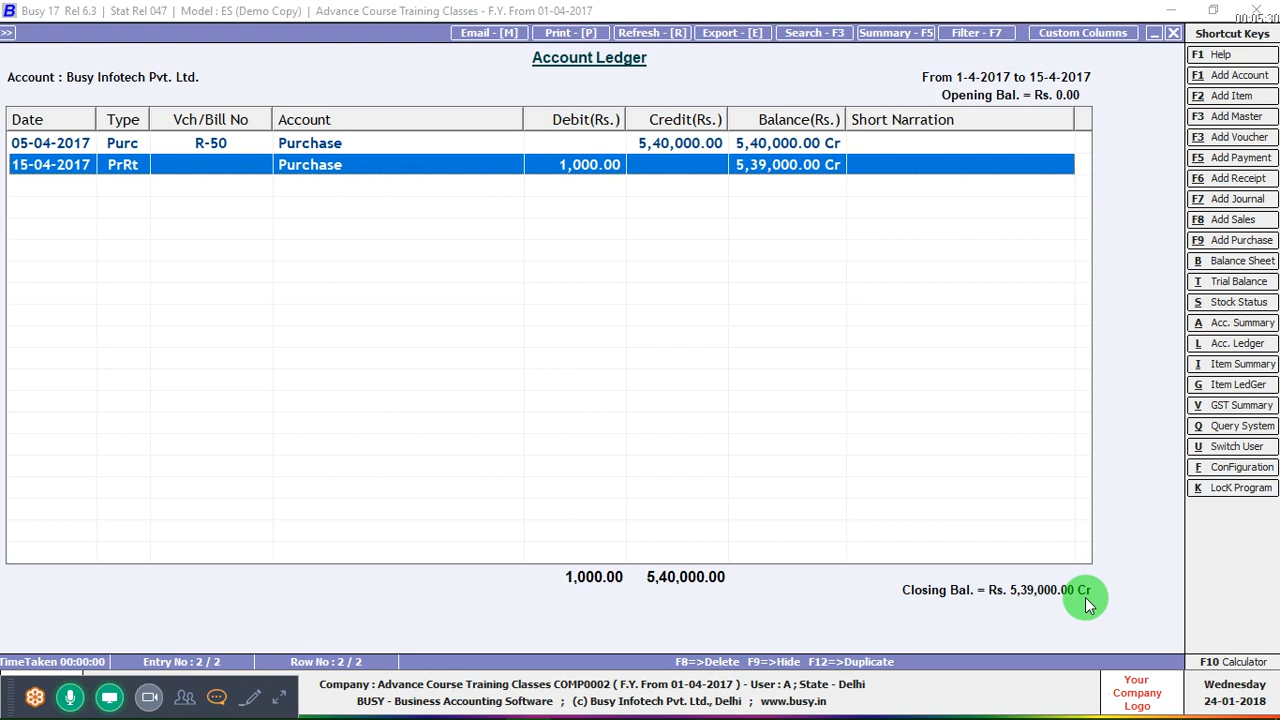 Busy 17 Rel 6.3 | Stat Rel 047 | Model : ES (Demo Copy) | Advance Course Training Classes - F.Y. From 01-04-2017
00:05:30
>> Email - [M] Print - [P] Refresh - [R] Export - [E] Search - F3 Summary - F5 Filter - F7 Custom Columns
Account Ledger
Account : Busy Infotech Pvt. Ltd. From 1-4-2017 to 15-4-2017
Opening Bal. = Rs. 0.00
Date Type Vch/Bill No Account Debit(Rs.) Credit(Rs.) Balance(Rs.) Short Narration
05-04-2017 Purc R-50 Purchase 5,40,000.00 5,40,000.00 Cr
15-04-2017 PrRt Purchase 1,000.00 5,39,000.00 Cr
1,000.00 5,40,000.00
Closing Bal. = Rs. 5,39,000.00 Cr
TimeTaken 00:00:00 Entry No : 2 / 2 Row No : 2 / 2 F8=>Delete F9=>Hide F12=>Duplicate
Company : Advance Course Training Classes COMP0002 ( F.Y. From 01-04-2017 ) - User : A ; State - Delhi
BUSY - Business Accounting Software ; (c) Busy Infotech Pvt. Ltd., Delhi ; www.busy.in
Your
Company
Logo
Shortcut Keys
F1 Help
F1 Add Account
F2 Add Item
F3 Add Master
F3 Add Voucher
F5 Add Payment
F6 Add Receipt
F7 Add Journal
F8 Add Sales
F9 Add Purchase
B Balance Sheet
T Trial Balance
S Stock Status
A Acc. Summary
L Acc. Ledger
I Item Summary
G Item LedGer
V GST Summary
Q Query System
U Switch User
F ConFiguration
K LocK Program
F10 Calculator
Wednesday
24-01-2018